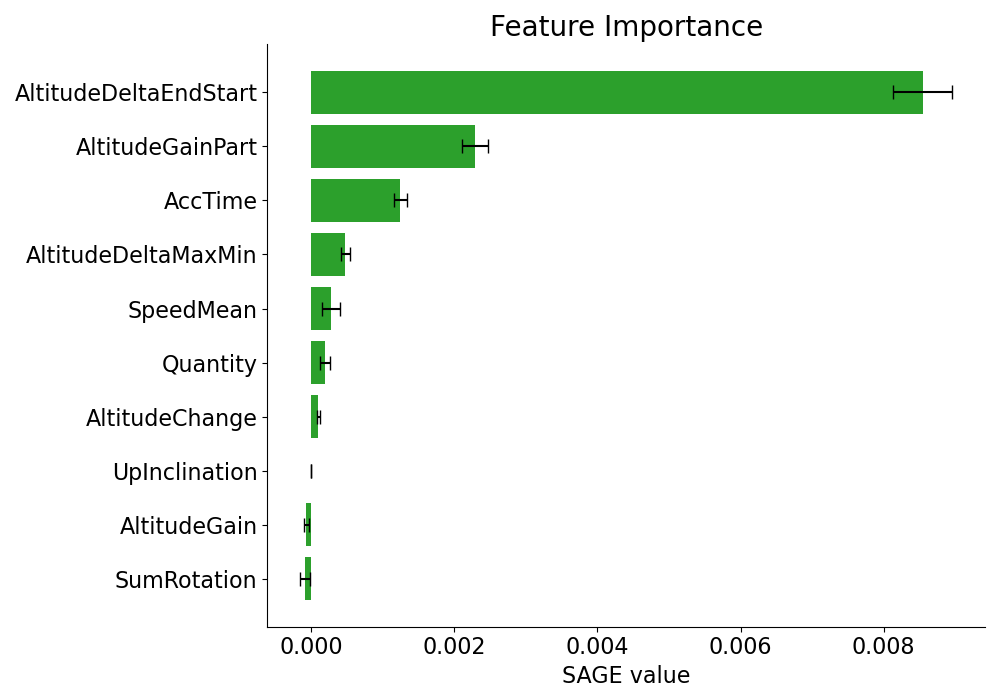 Feature Importance
AltitudeDeltaEndStart
AltitudeGainPart
AccTime
AltitudeDeltaMaxMin
SpeedMean
Quantity
AltitudeChange
UpInclination
AltitudeGain
SumRotation
0.000 0.002 0.004 0.006 0.008
SAGE value